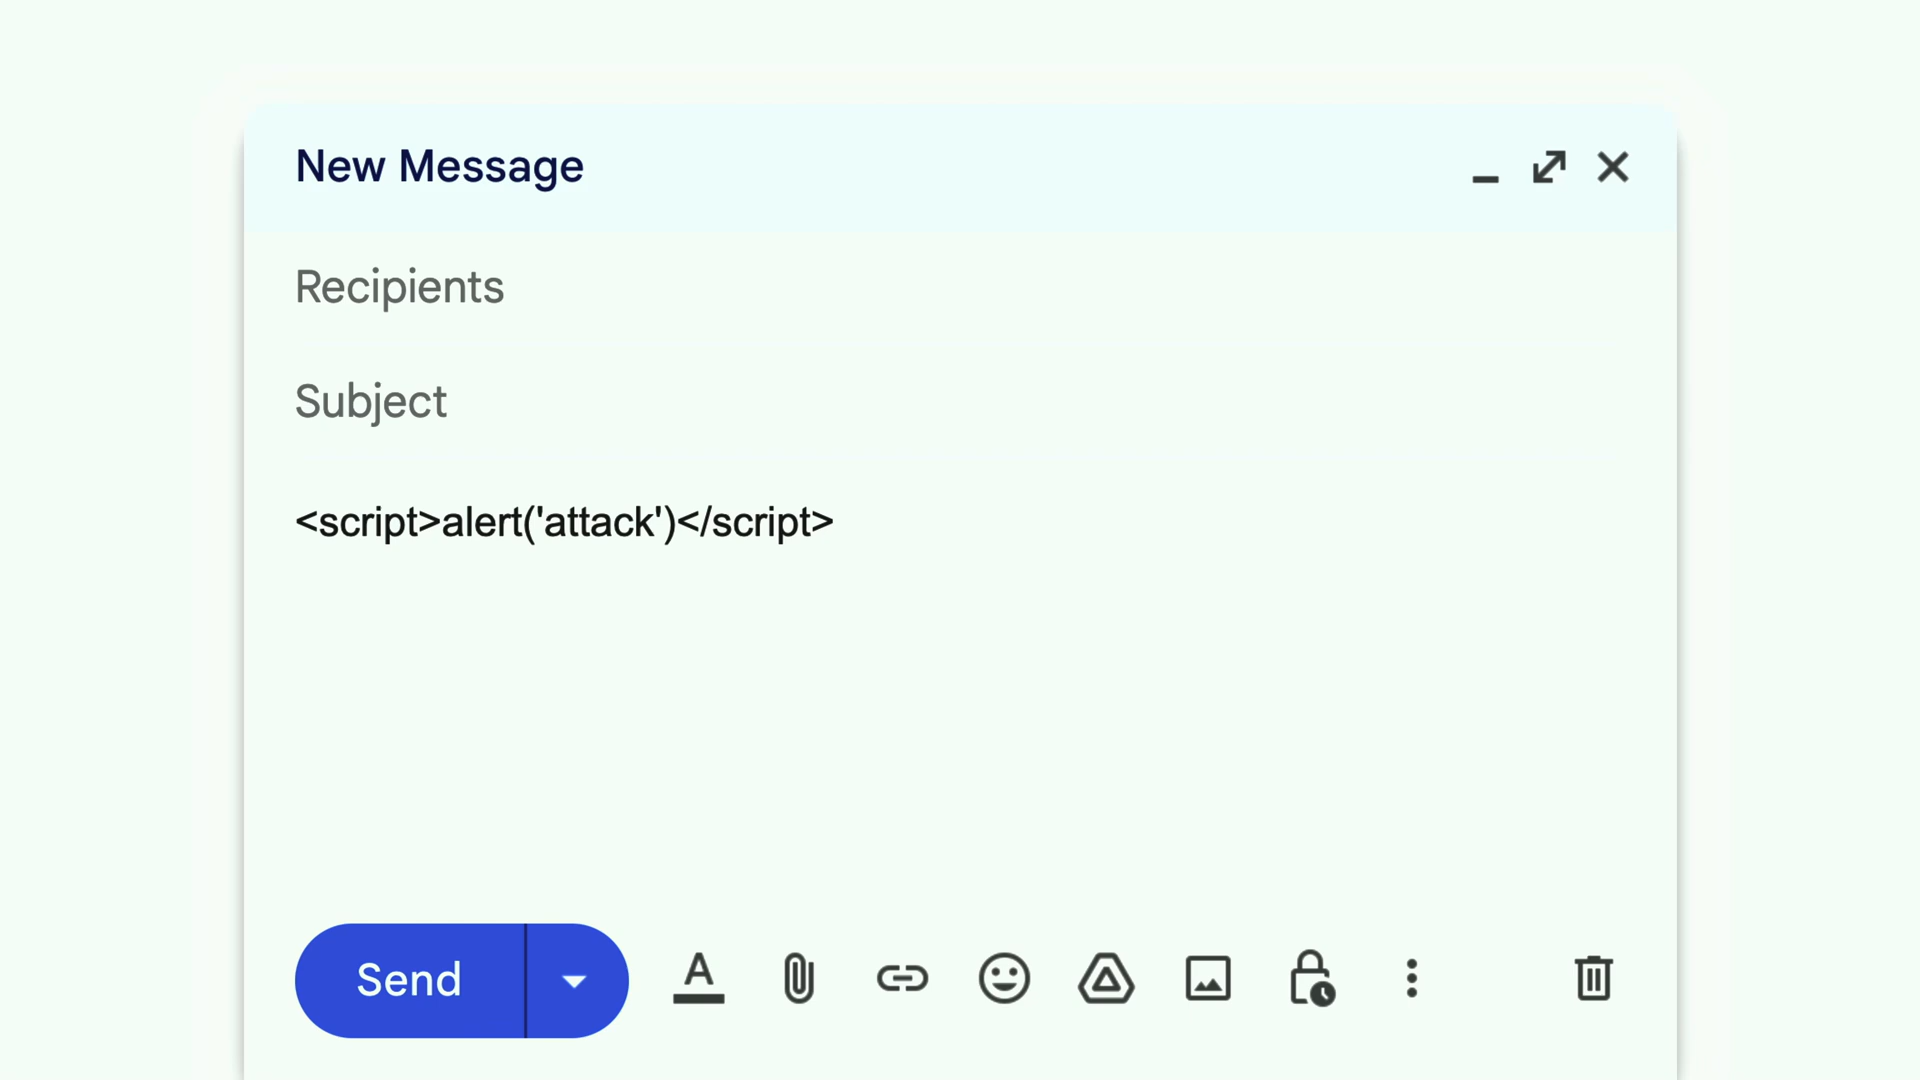 New Message
Recipients
Subject
<script>alert('attack')</script>
Send